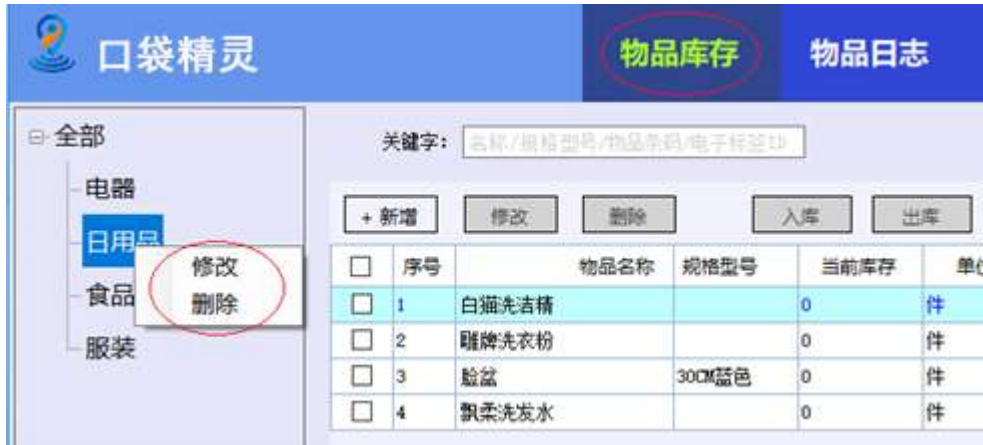 口袋精灵
物品库存 物品日志
全部
电器
日用品
食品
服装
修改
删除
关键字: 名称/规格型号/物品条码/电子标签ID
+ 新增 修改 删除 入库 出库
序号 物品名称 规格型号 当前库存 单位
1 白猫洗洁精 0 件
2 雕牌洗衣粉 0 件
3 脸盆 30CM蓝色 0 件
4 飘柔洗发水 0 件